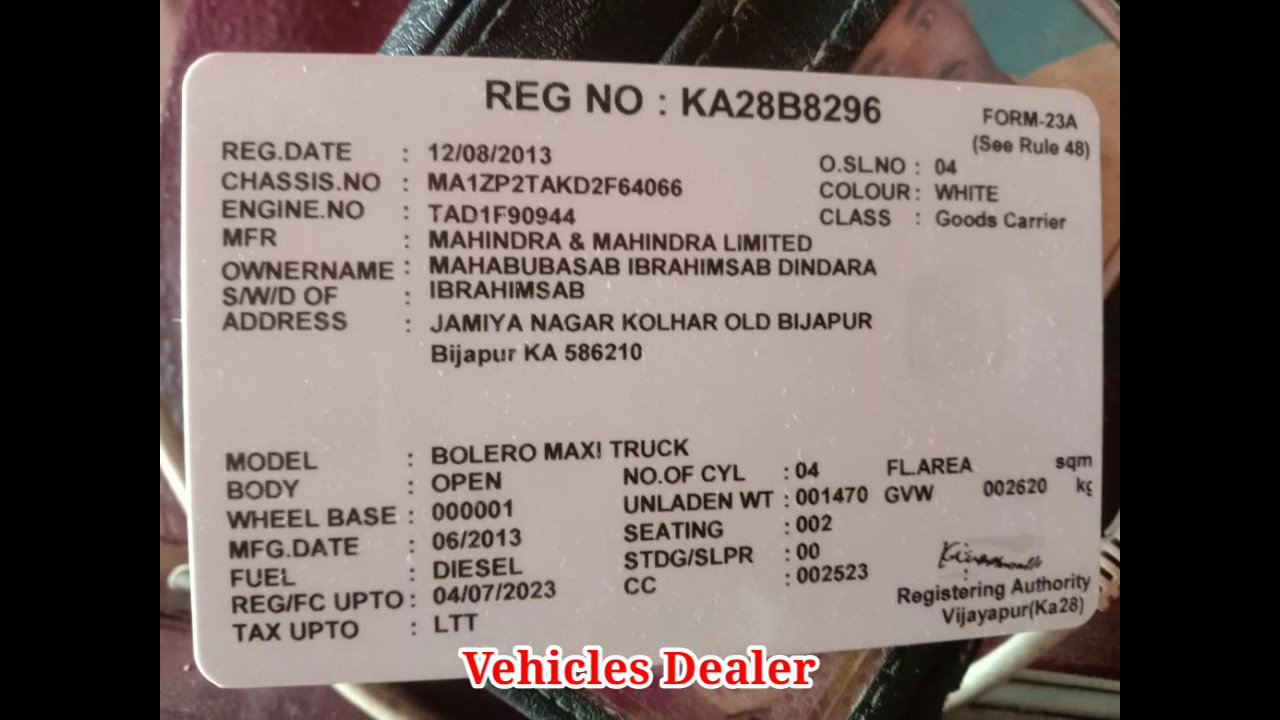 REG NO : KA28B8296
FORM-23A
(See Rule 48)
REG.DATE : 12/08/2013
O.SLNO : 04
CHASSIS.NO : MA1ZP2TAKD2F64066
COLOUR : WHITE
ENGINE.NO : TAD1F90944
CLASS : Goods Carrier
MFR : MAHINDRA & MAHINDRA LIMITED
OWNERNAME : MAHABUBASAB IBRAHIMSAB DINDARA
S/W/D OF : IBRAHIMSAB
ADDRESS : JAMIYA NAGAR KOLHAR OLD BIJAPUR
Bijapur KA 586210
MODEL : BOLERO MAXI TRUCK
BODY : OPEN
NO.OF CYL : 04
FL.AREA sqm
WHEEL BASE : 000001
UNLADEN WT : 001470
GVW 002620 kg
MFG.DATE : 06/2013
SEATING : 002
FUEL : DIESEL
STDG/SLPR : 00
REG/FC UPTO : 04/07/2023
CC : 002523
TAX UPTO : LTT
Registering Authority
Vijayapur(Ka28)
Vehicles Dealer